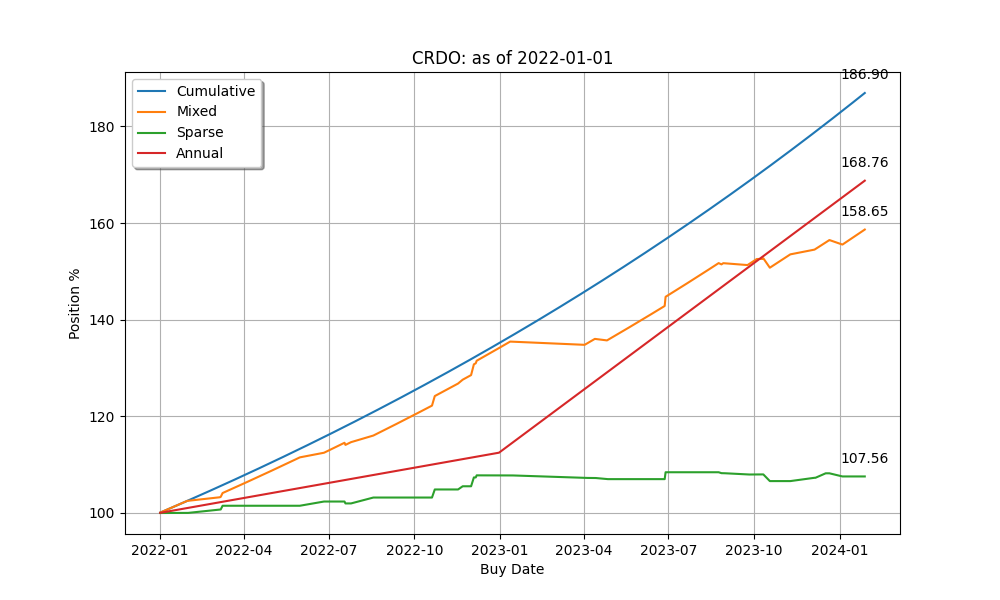 CRDO: as of 2022-01-01
Cumulative
Mixed
Sparse
Annual
186.90
168.76
158.65
107.56
180
160
140
120
100
Position %
2022-01 2022-04 2022-07 2022-10 2023-01 2023-04 2023-07 2023-10 2024-01
Buy Date